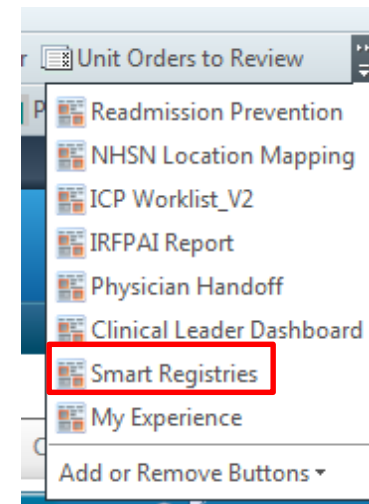 r Unit Orders to Review
P
Readmission Prevention
NHSN Location Mapping
ICP Worklist_V2
IRFPAI Report
Physician Handoff
Clinical Leader Dashboard
Smart Registries
My Experience
C
Add or Remove Buttons